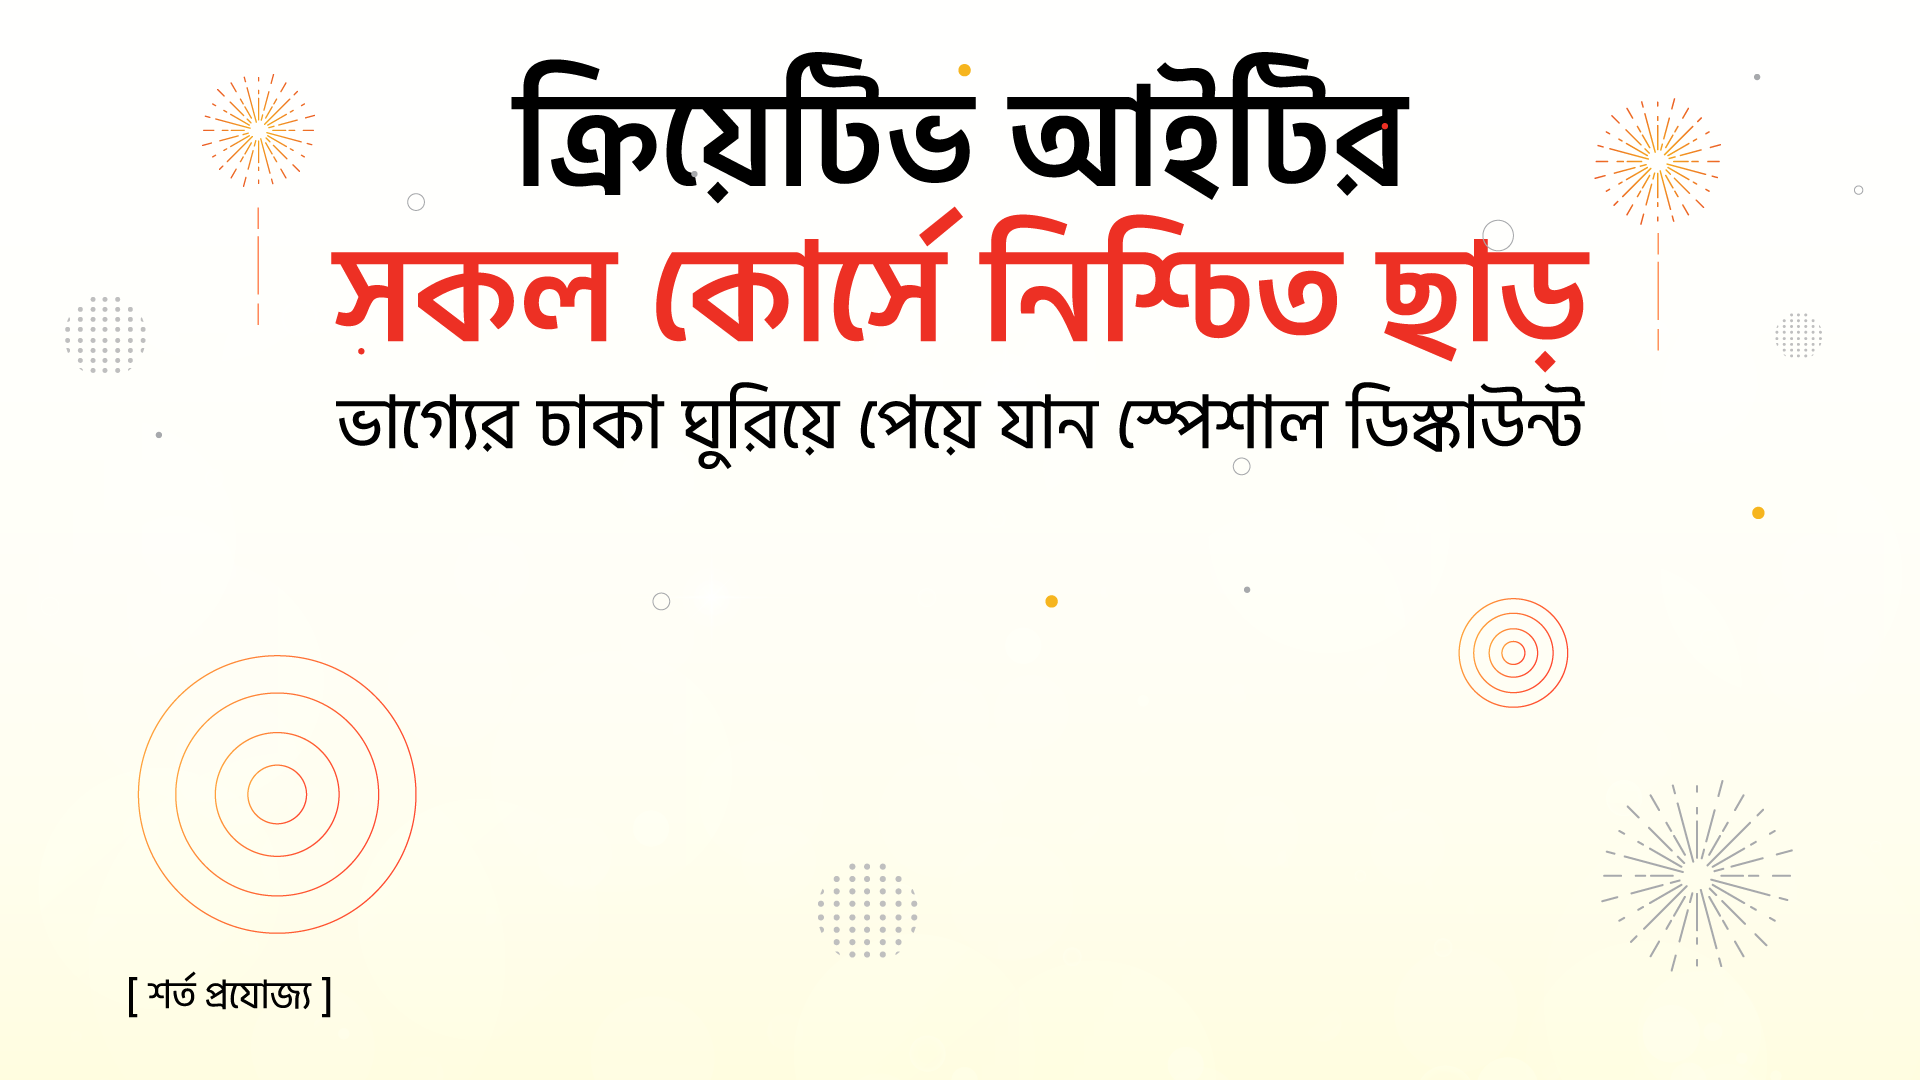 ক্রিয়েটিভ আইটির
সকল কোর্সে নিশ্চিত ছাড়
ভাগ্যের চাকা ঘুরিয়ে পেয়ে যান স্পেশাল ডিস্কাউন্ট
[ শর্ত প্রযোজ্য ]